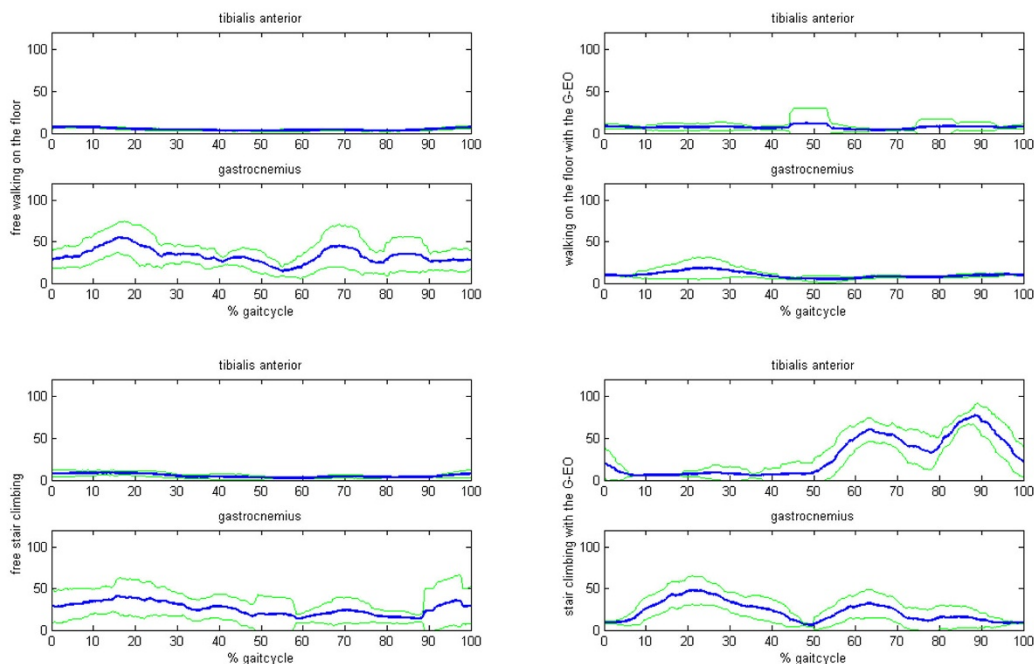 tibialis anterior
100
50
0
0 10 20 30 40 50 60 70 80 90 100
gastrocnemius
100
50
0
0 10 20 30 40 50 60 70 80 90 100
% gaitcycle
free walking on the floor
tibialis anterior
100
50
0
0 10 20 30 40 50 60 70 80 90 100
gastrocnemius
100
50
0
0 10 20 30 40 50 60 70 80 90 100
% gaitcycle
walking on the floor with the G-EO
tibialis anterior
100
50
0
0 10 20 30 40 50 60 70 80 90 100
gastrocnemius
100
50
0
0 10 20 30 40 50 60 70 80 90 100
% gaitcycle
free stair climbing
tibialis anterior
100
50
0
0 10 20 30 40 50 60 70 80 90 100
gastrocnemius
100
50
0
0 10 20 30 40 50 60 70 80 90 100
% gaitcycle
stair climbing with the G-EO